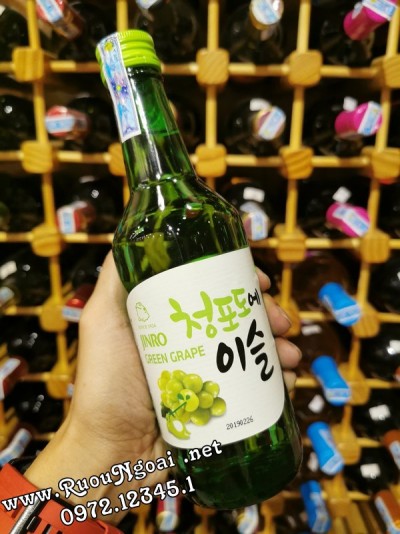 청포도에
이슬
JINRO
GREEN GRAPE
20190226
www.RuouNgoai.net
0972.12345.1